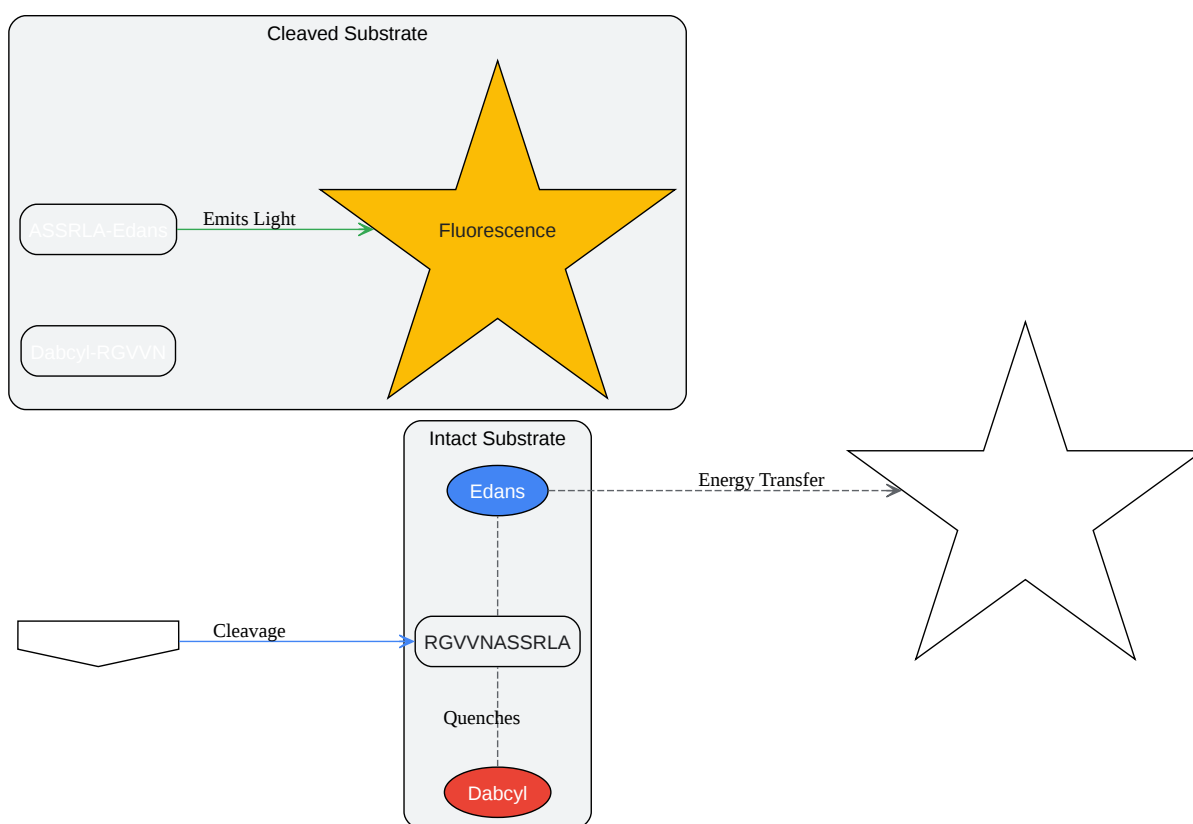 Cleaved Substrate
ASSRLA-Edans
Emits Light
Fluorescence
Dabcyl-RGVVN
Intact Substrate
Edans
Energy Transfer
Cleavage
RGVVNASSRLA
Quenches
Dabcyl